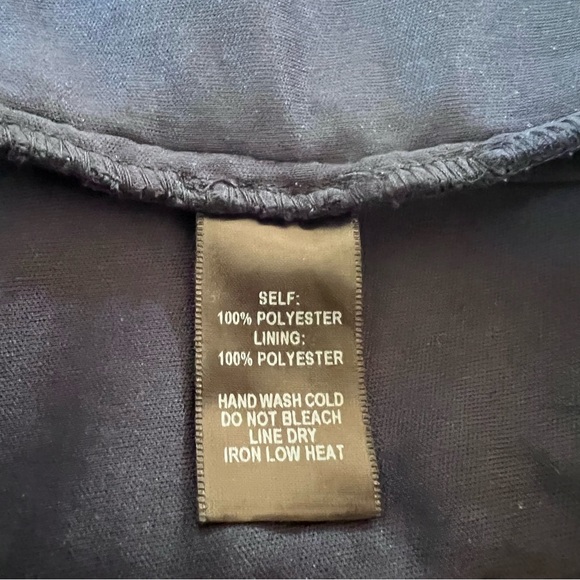 SELF:
100% POLYESTER
LINING:
100% POLYESTER
HAND WASH COLD
DO NOT BLEACH
LINE DRY
IRON LOW HEAT